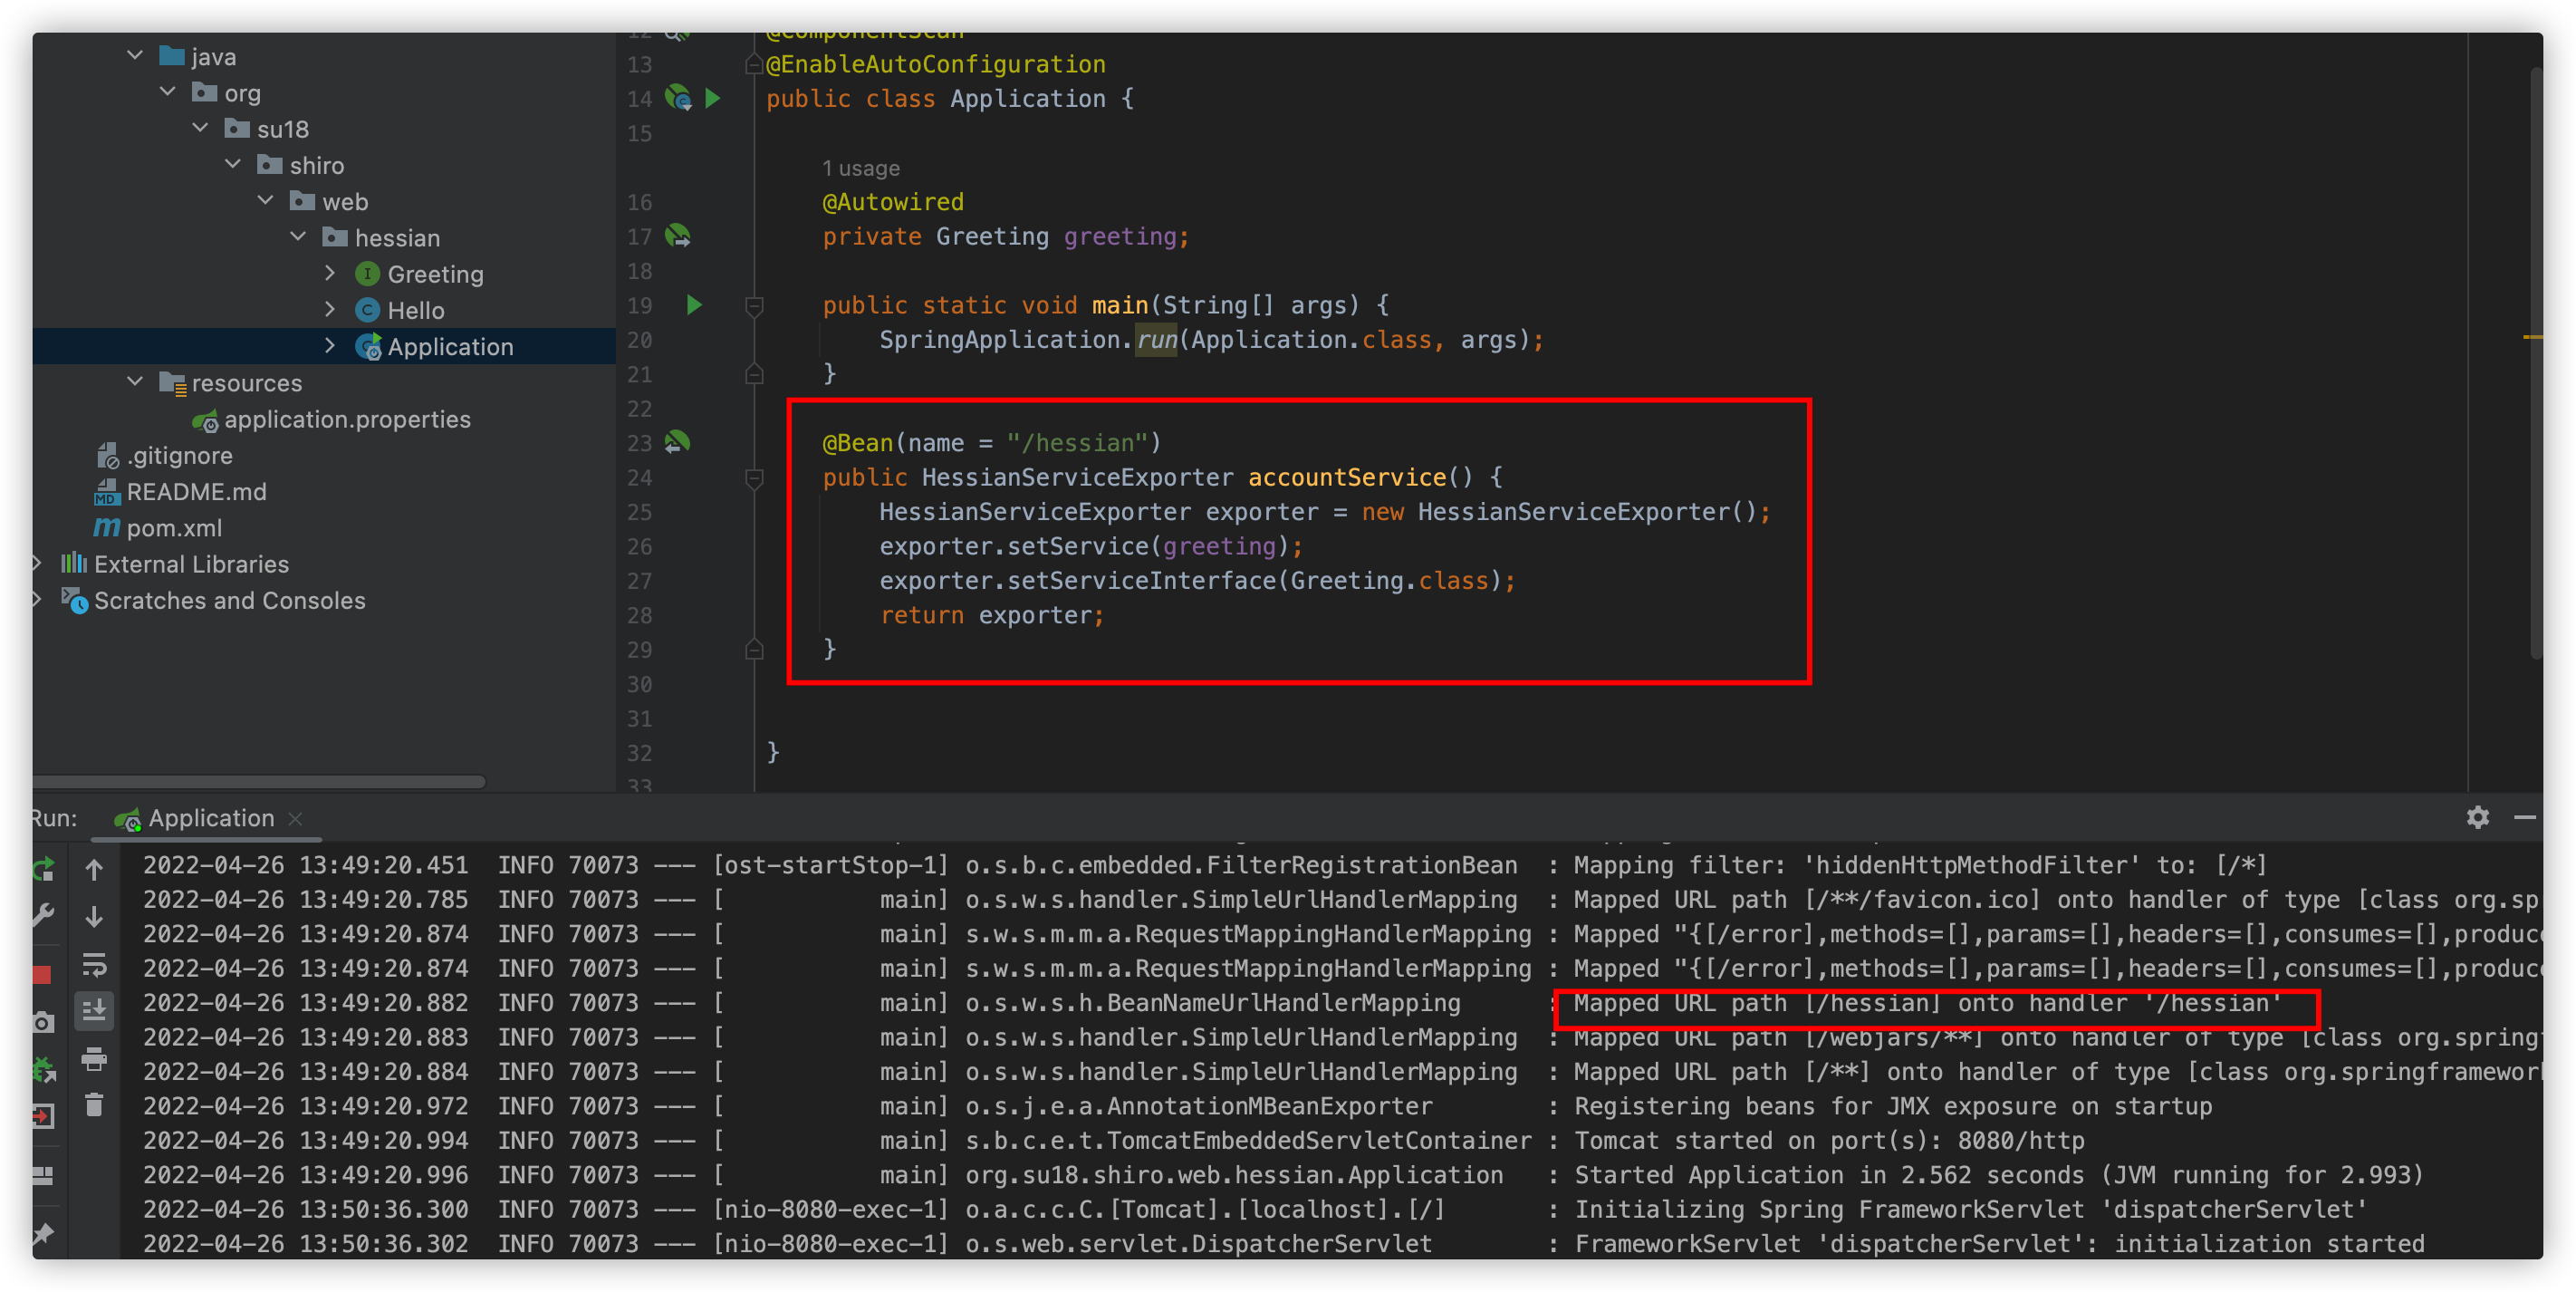 java
org
su18
shiro
web
hessian
Greeting
Hello
Application
resources
application.properties
.gitignore
README.md
pom.xml
External Libraries
Scratches and Consoles
12 @ComponentScan
13 @EnableAutoConfiguration
14 public class Application {
15
1 usage
16 @Autowired
17 private Greeting greeting;
18
19 public static void main(String[] args) {
20 SpringApplication.run(Application.class, args);
21 }
22
23 @Bean(name = "/hessian")
24 public HessianServiceExporter accountService() {
25 HessianServiceExporter exporter = new HessianServiceExporter();
26 exporter.setService(greeting);
27 exporter.setServiceInterface(Greeting.class);
28 return exporter;
29 }
30
31
32 }
33
Run: Application
2022-04-26 13:49:20.451  INFO 70073 --- [ost-startStop-1] o.s.b.c.embedded.FilterRegistrationBean  : Mapping filter: 'hiddenHttpMethodFilter' to: [/*]
2022-04-26 13:49:20.785  INFO 70073 --- [           main] o.s.w.s.handler.SimpleUrlHandlerMapping  : Mapped URL path [/**/favicon.ico] onto handler of type [class org.sp
2022-04-26 13:49:20.874  INFO 70073 --- [           main] s.w.s.m.m.a.RequestMappingHandlerMapping : Mapped "{[/error],methods=[],params=[],headers=[],consumes=[],produc
2022-04-26 13:49:20.874  INFO 70073 --- [           main] s.w.s.m.m.a.RequestMappingHandlerMapping : Mapped "{[/error],methods=[],params=[],headers=[],consumes=[],produc
2022-04-26 13:49:20.882  INFO 70073 --- [           main] o.s.w.s.h.BeanNameUrlHandlerMapping      : Mapped URL path [/hessian] onto handler '/hessian'
2022-04-26 13:49:20.883  INFO 70073 --- [           main] o.s.w.s.handler.SimpleUrlHandlerMapping  : Mapped URL path [/webjars/**] onto handler of type [class org.spring
2022-04-26 13:49:20.884  INFO 70073 --- [           main] o.s.w.s.handler.SimpleUrlHandlerMapping  : Mapped URL path [/**] onto handler of type [class org.springframework
2022-04-26 13:49:20.972  INFO 70073 --- [           main] o.s.j.e.a.AnnotationMBeanExporter        : Registering beans for JMX exposure on startup
2022-04-26 13:49:20.994  INFO 70073 --- [           main] s.b.c.e.t.TomcatEmbeddedServletContainer : Tomcat started on port(s): 8080/http
2022-04-26 13:49:20.996  INFO 70073 --- [           main] org.su18.shiro.web.hessian.Application   : Started Application in 2.562 seconds (JVM running for 2.993)
2022-04-26 13:50:36.300  INFO 70073 --- [nio-8080-exec-1] o.a.c.c.C.[Tomcat].[localhost].[/]       : Initializing Spring FrameworkServlet 'dispatcherServlet'
2022-04-26 13:50:36.302  INFO 70073 --- [nio-8080-exec-1] o.s.web.servlet.DispatcherServlet        : FrameworkServlet 'dispatcherServlet': initialization started